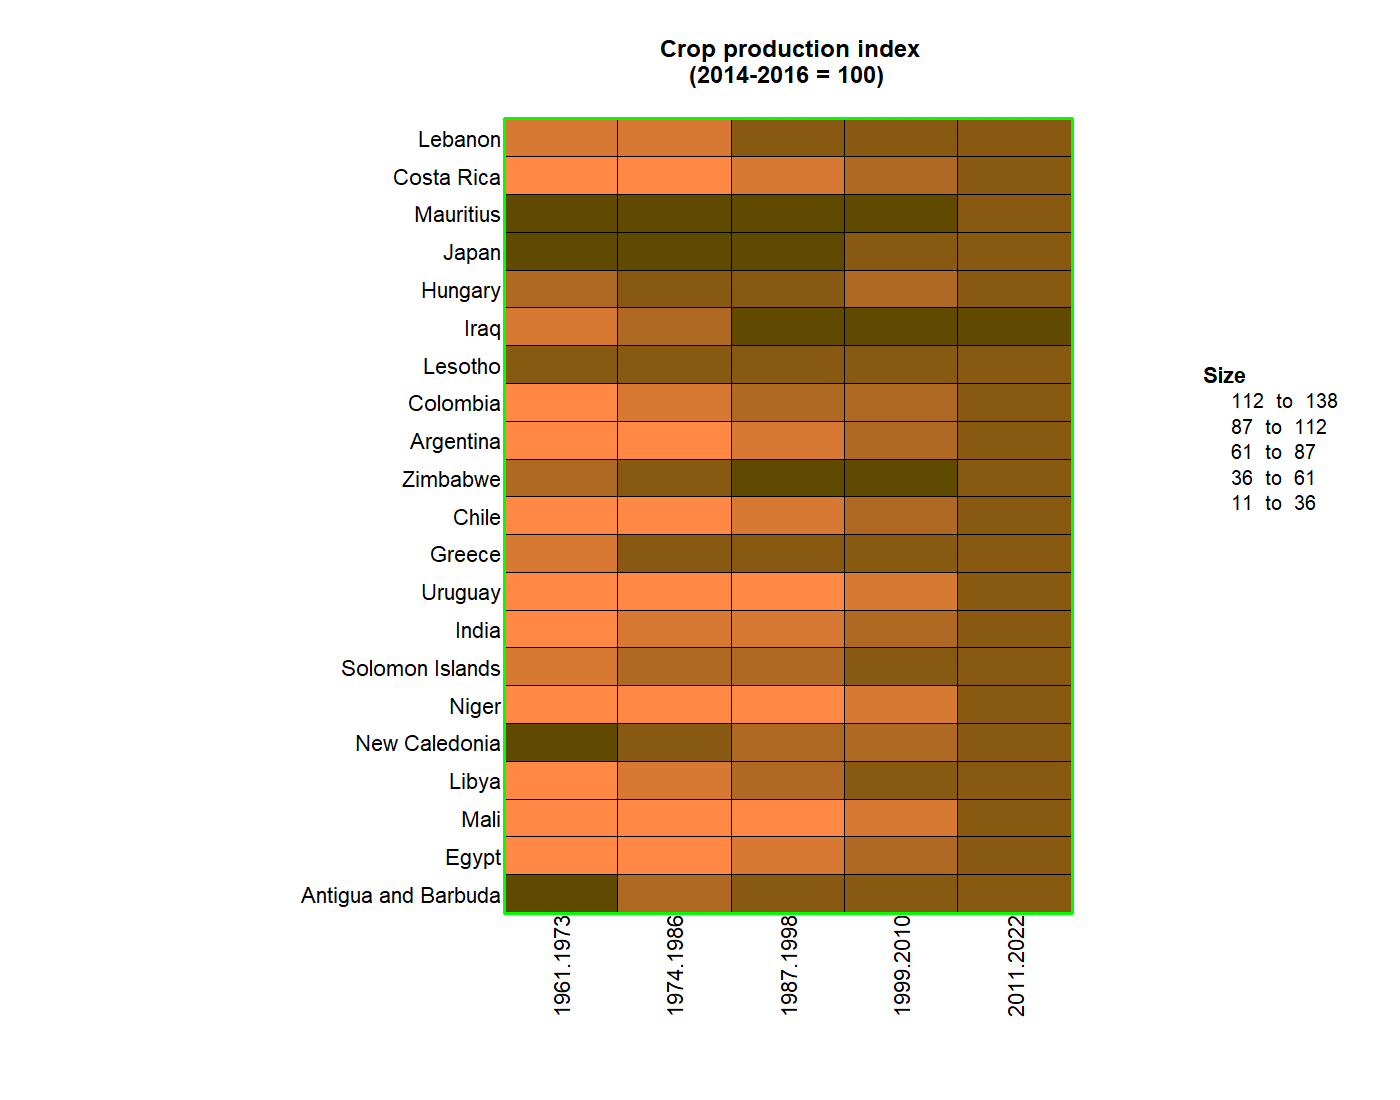 Crop production index
(2014-2016 = 100)
Lebanon
Costa Rica
Mauritius
Japan
Hungary
Iraq
Lesotho
Colombia
Argentina
Zimbabwe
Chile
Greece
Uruguay
India
Solomon Islands
Niger
New Caledonia
Libya
Mali
Egypt
Antigua and Barbuda
1961.1973
1974.1986
1987.1998
1999.2010
2011.2022
Size
112 to 138
87 to 112
61 to 87
36 to 61
11 to 36